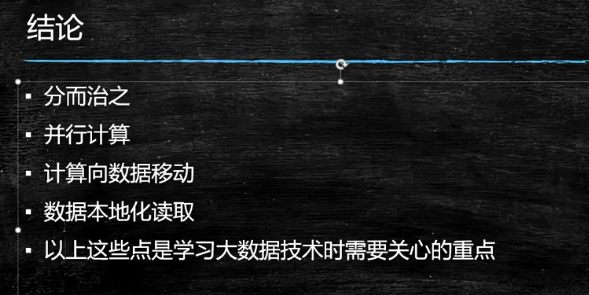 结论
▪ 分而治之
▪ 并行计算
▪ 计算向数据移动
▪ 数据本地化读取
▪ 以上这些点是学习大数据技术时需要关心的重点